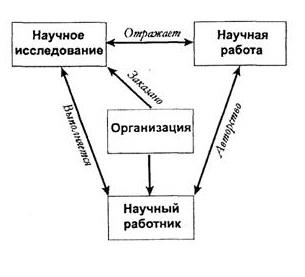 Научное
исследование
Отражает
Научная
работа
Заказано
Организация
Выполняется
Авторство
Научный
работник